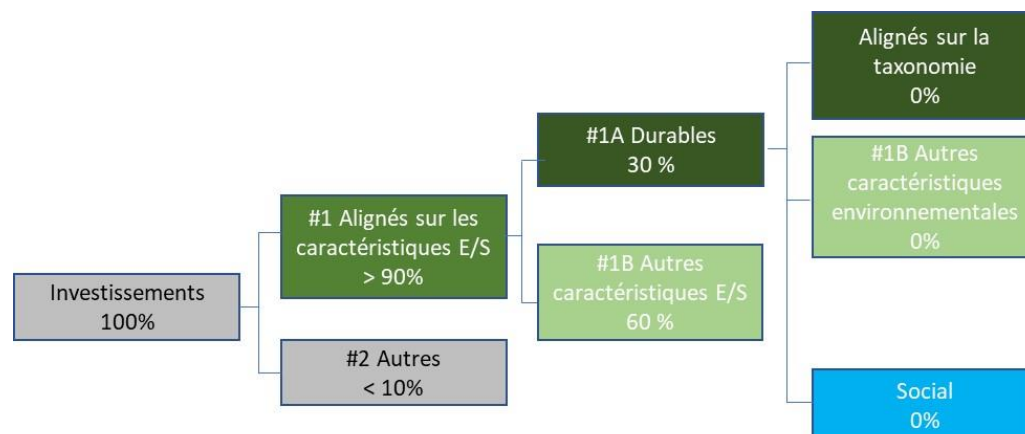 Investissements
100%
#1 Alignés sur les
caractéristiques E/S
> 90%
#2 Autres
< 10%
#1A Durables
30 %
#1B Autres
caractéristiques E/S
60 %
Alignés sur la
taxonomie
0%
#1B Autres
caractéristiques
environnementales
0%
Social
0%